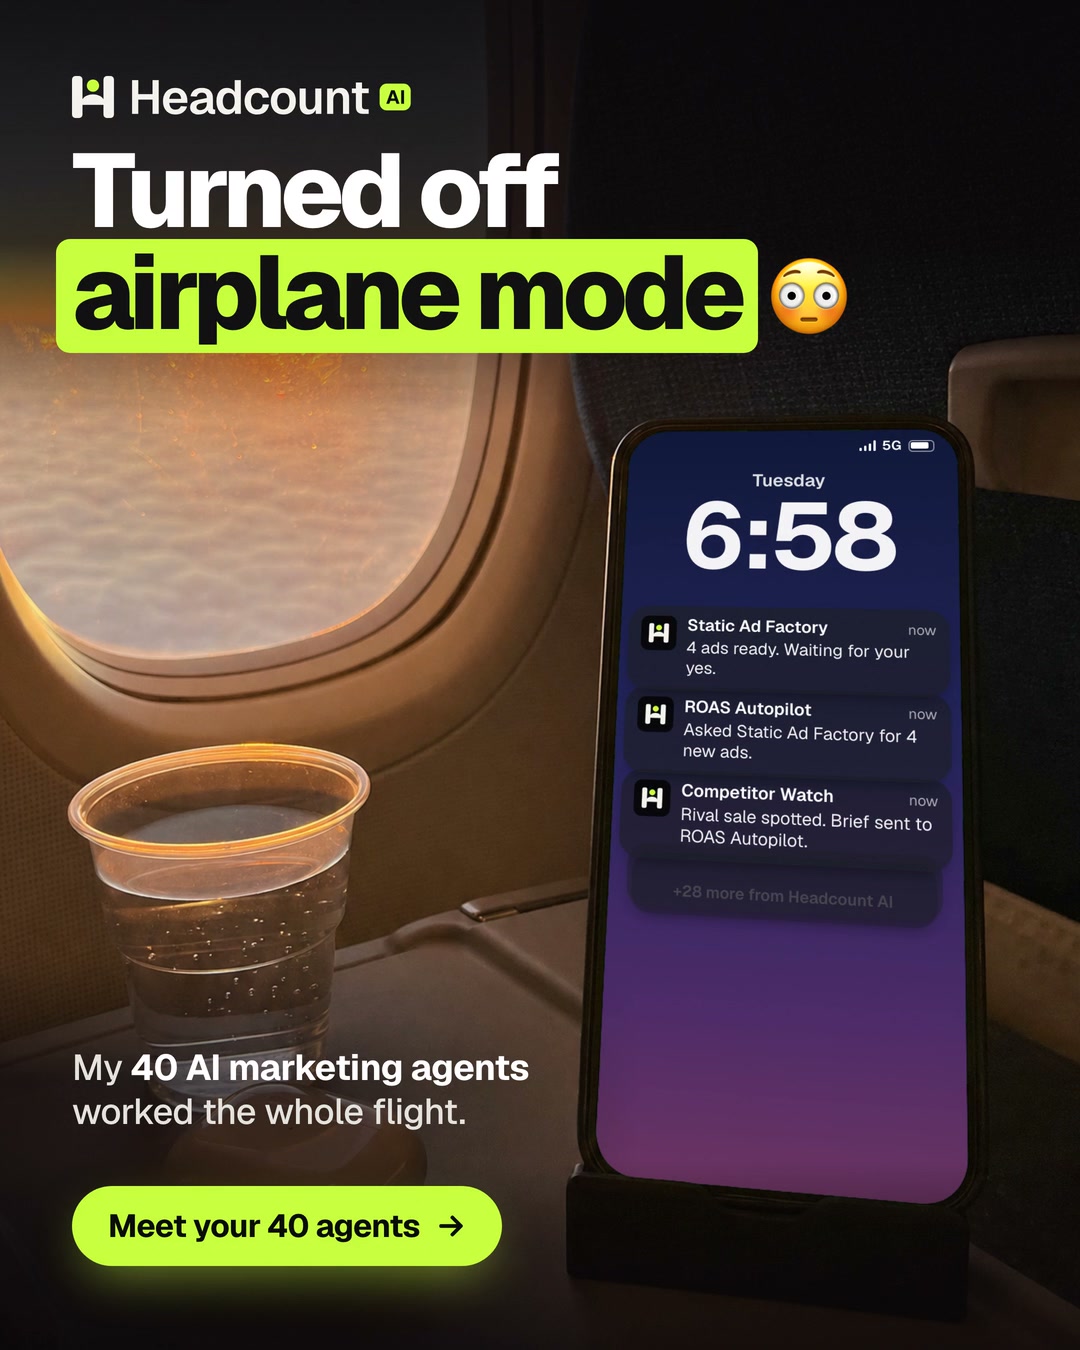 Headcount AI
Turned off
airplane mode 😳
5G
Tuesday
6:58
Static Ad Factory
now
4 ads ready. Waiting for your
yes.
ROAS Autopilot
now
Asked Static Ad Factory for 4
new ads.
Competitor Watch
now
Rival sale spotted. Brief sent to
ROAS Autopilot.
+28 more from Headcount AI
My 40 AI marketing agents
worked the whole flight.
Meet your 40 agents →